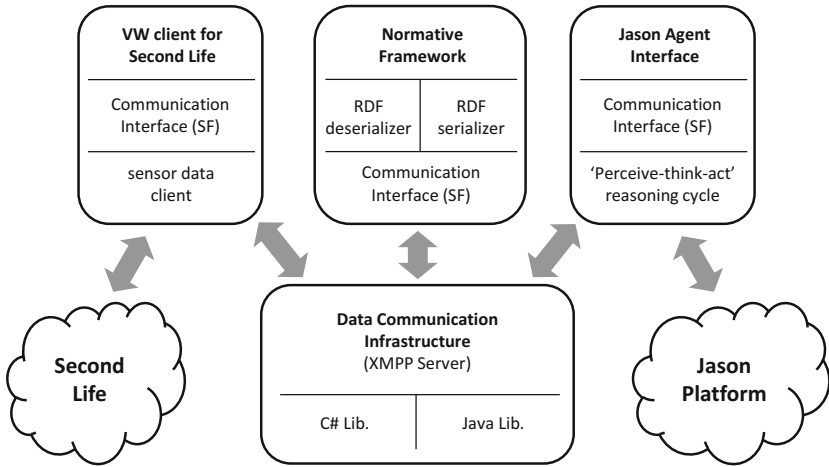 VW client for
Second Life
Communication
Interface (SF)
sensor data
client
Normative
Framework
RDF
deserializer
RDF
serializer
Communication
Interface (SF)
Jason Agent
Interface
Communication
Interface (SF)
‘Perceive-think-act’
reasoning cycle
Second
Life
Data Communication
Infrastructure
(XMPP Server)
C# Lib.
Java Lib.
Jason
Platform